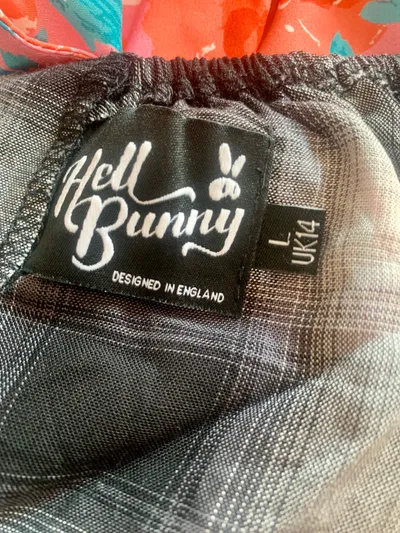 Hell
Bunny
DESIGNED IN ENGLAND
L
UK14